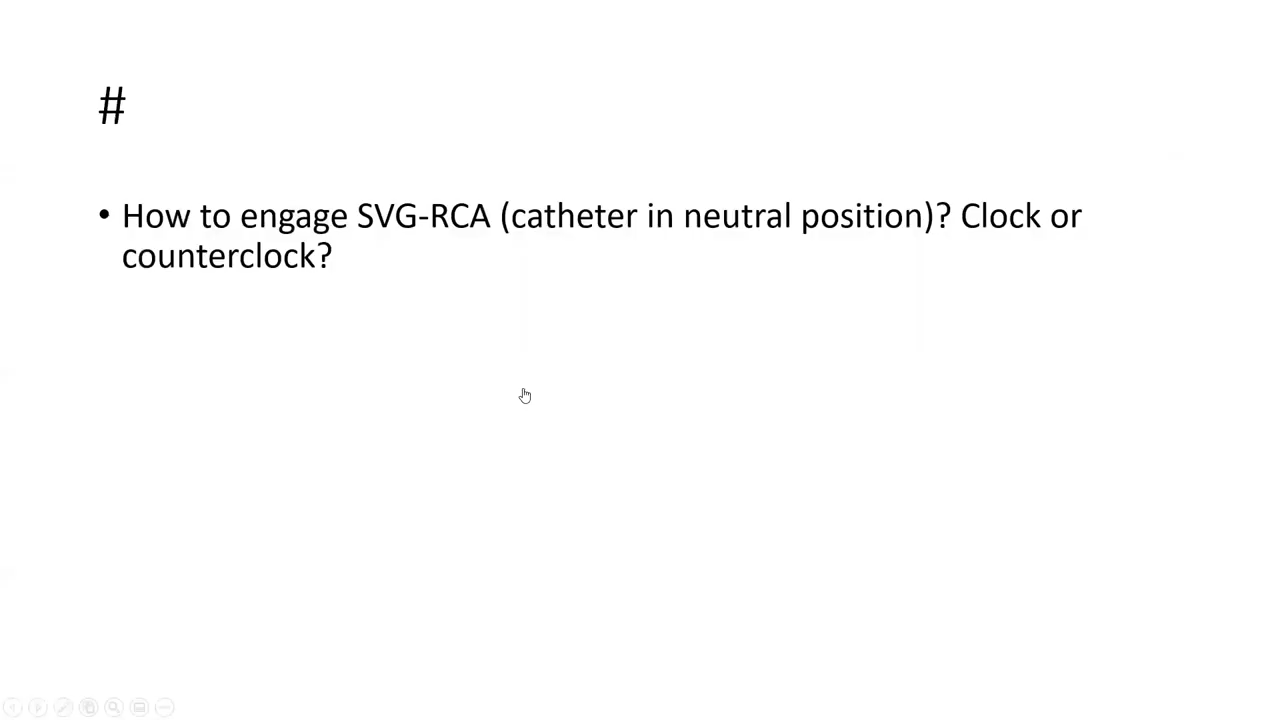 #
• How to engage SVG-RCA (catheter in neutral position)? Clock or
counterclock?